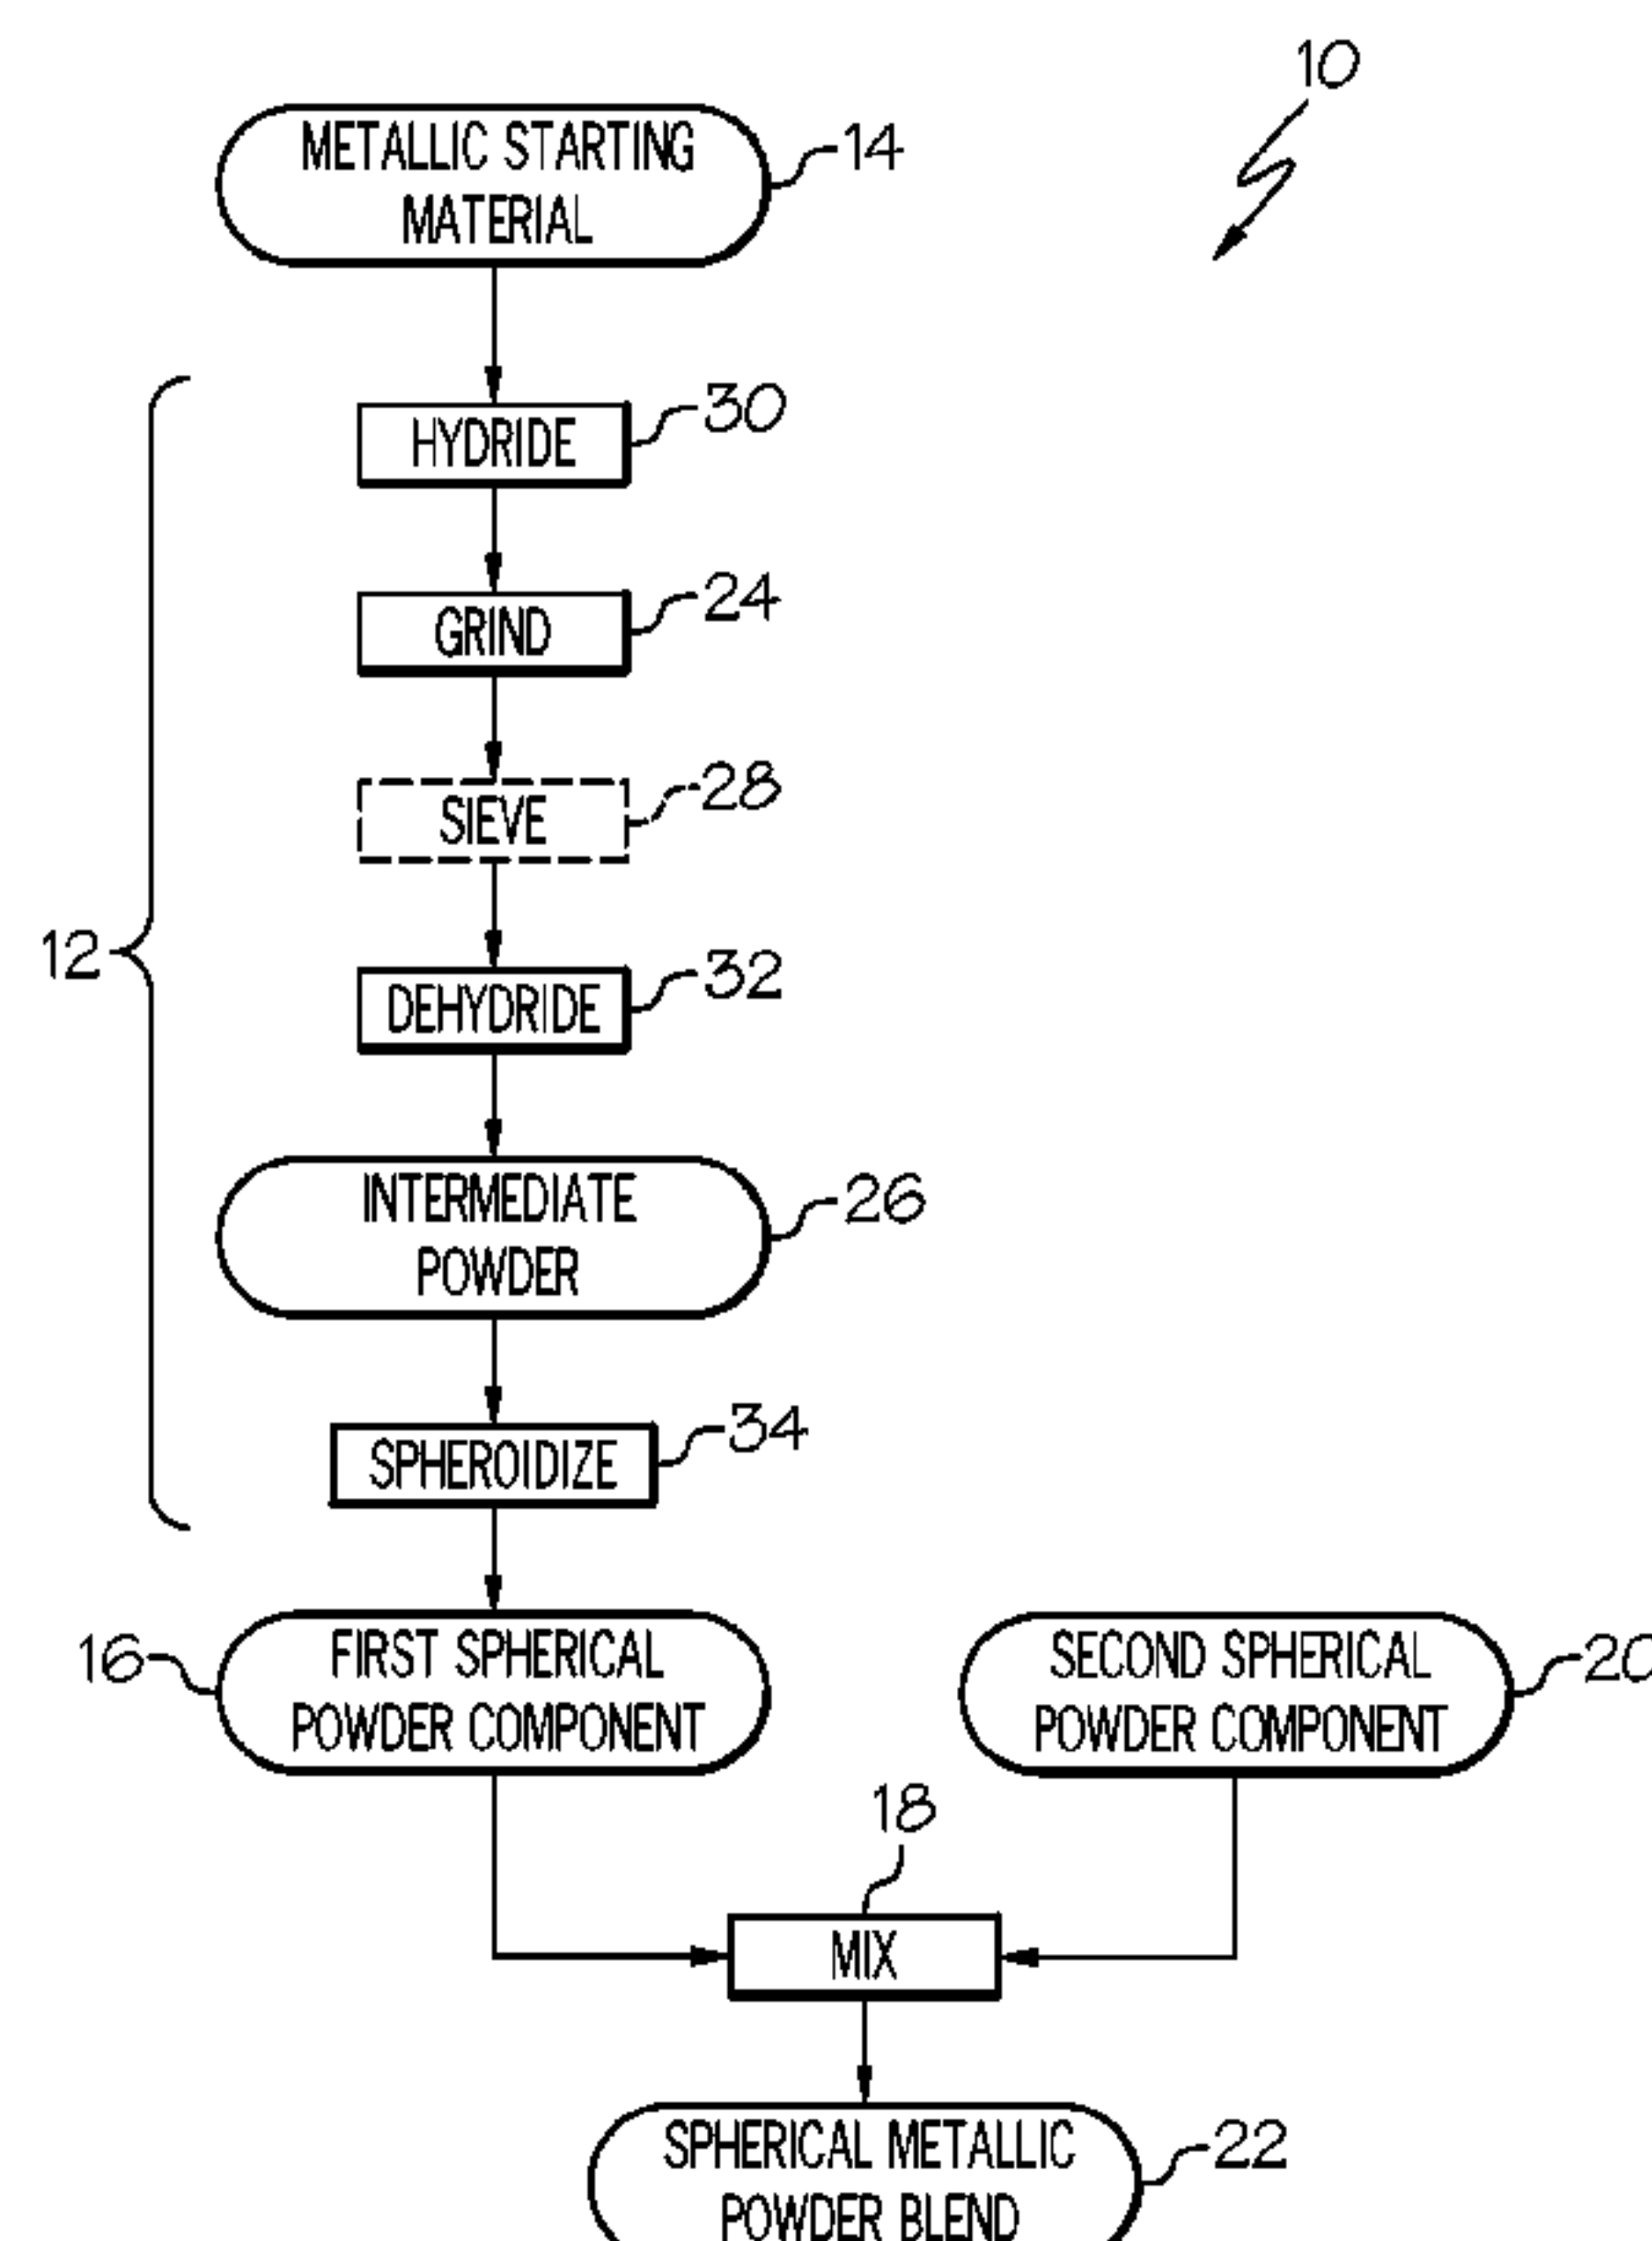 10
METALLIC STARTING
MATERIAL
14
HYDRIDE
30
GRIND
24
SIEVE
28
12
DEHYDRIDE
32
INTERMEDIATE
POWDER
26
SPHEROIDIZE
34
16
FIRST SPHERICAL
POWDER COMPONENT
SECOND SPHERICAL
POWDER COMPONENT
20
18
MIX
SPHERICAL METALLIC
POWDER BLEND
22